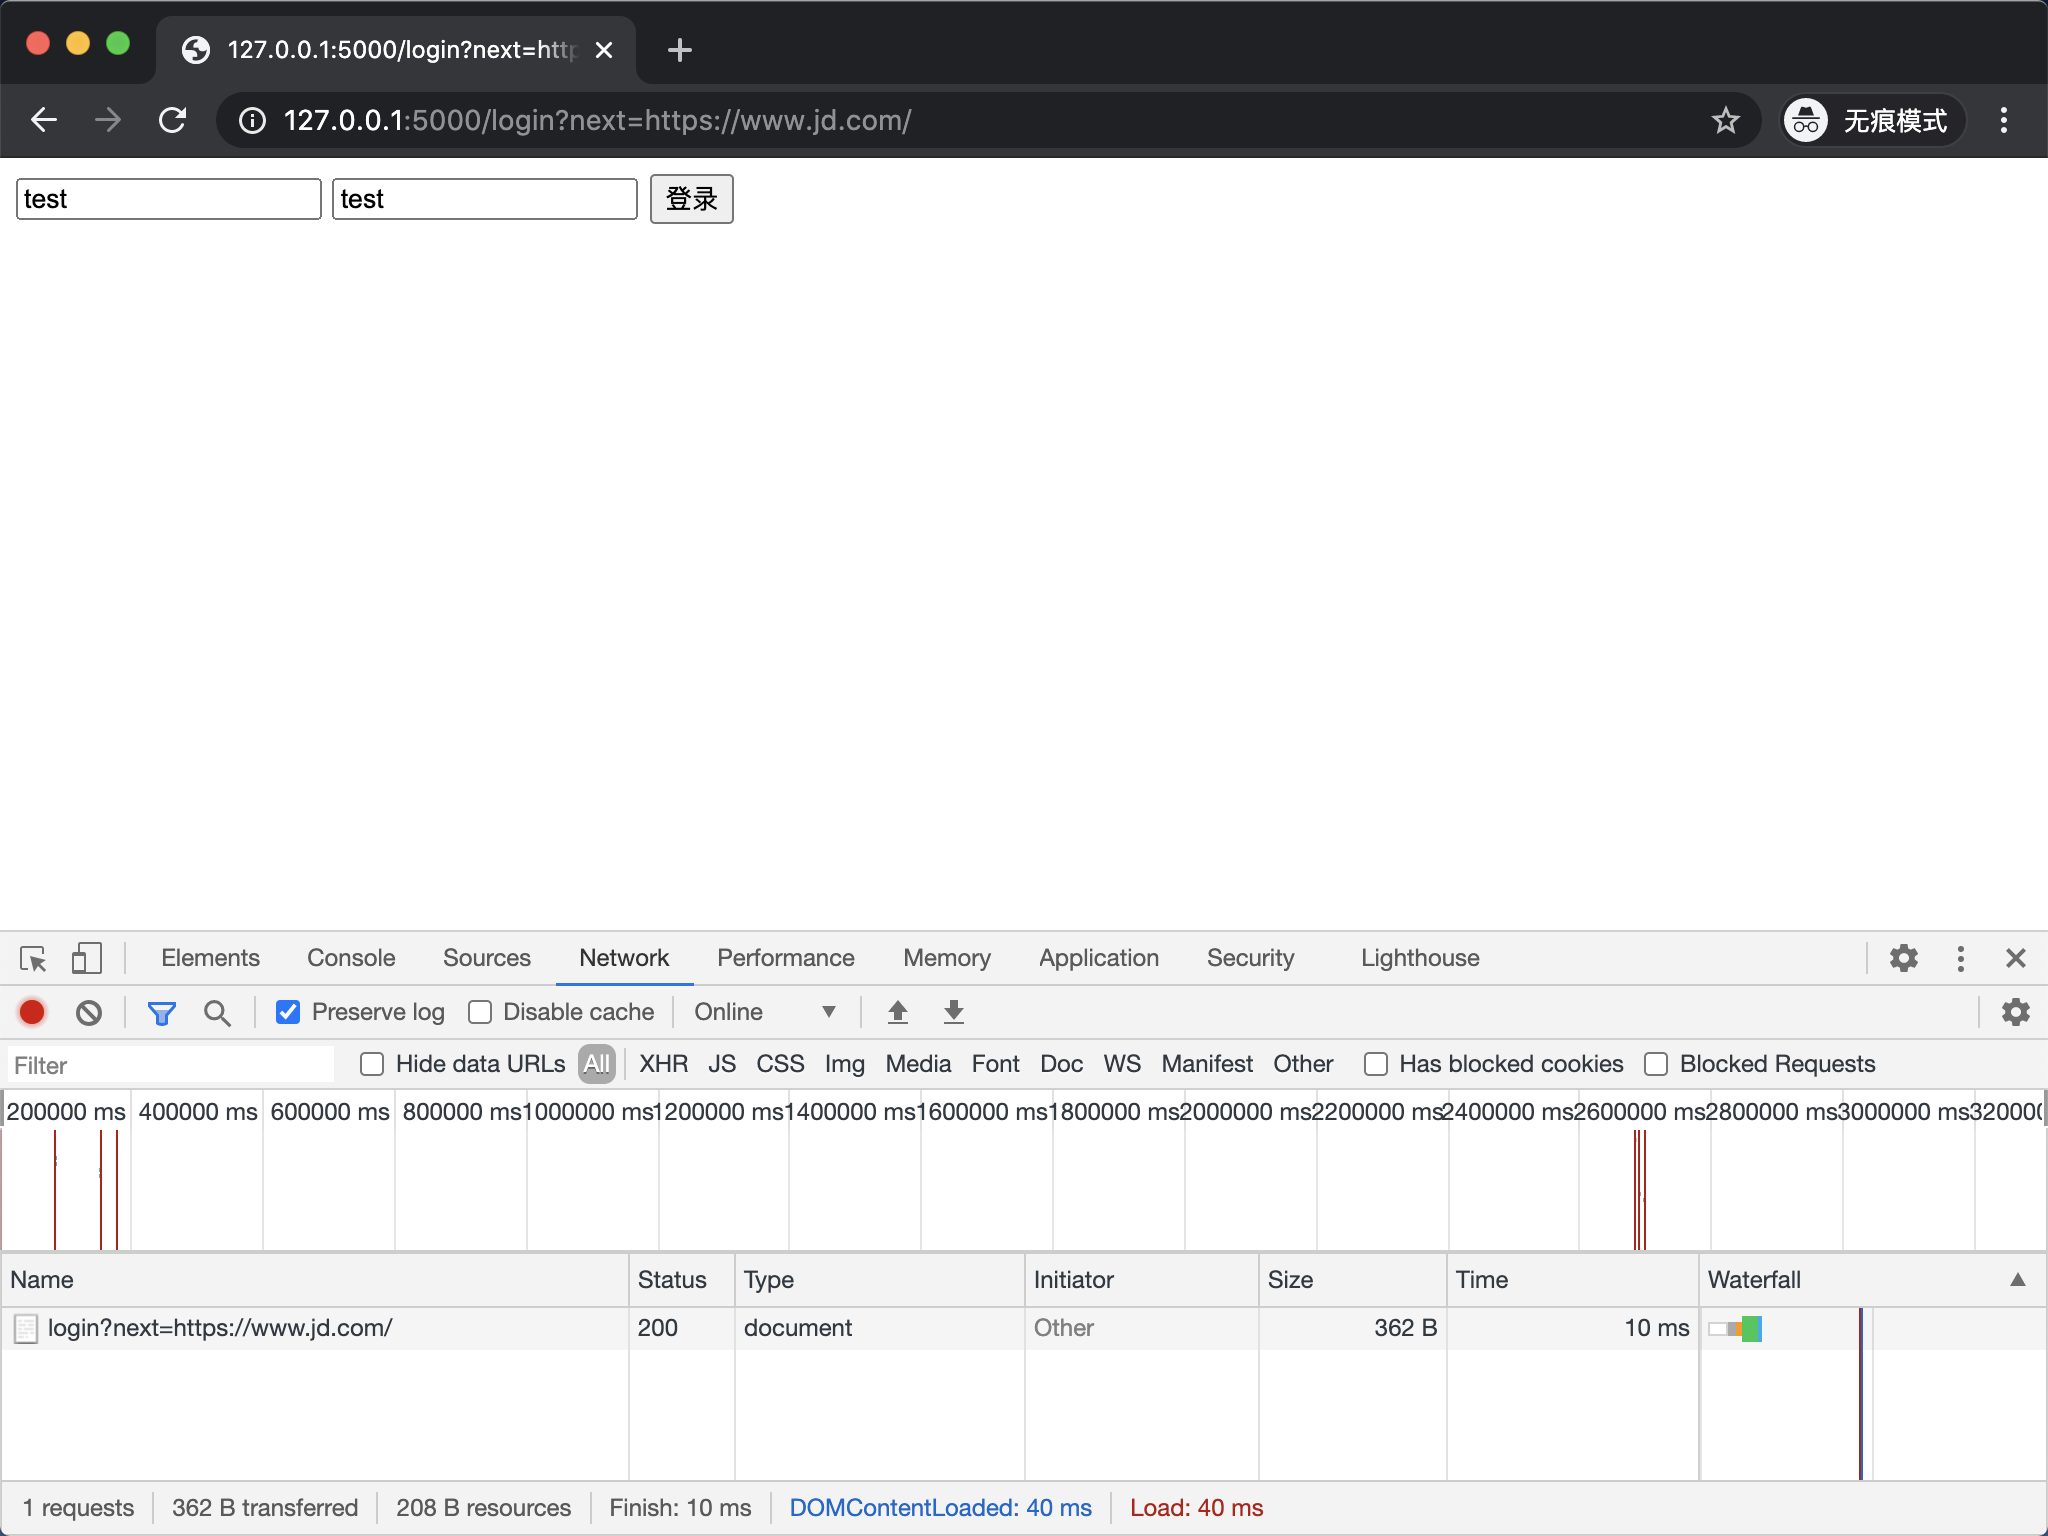 127.0.0.1:5000/login?next=http
127.0.0.1:5000/login?next=https://www.jd.com/ 无痕模式
test test 登录
Elements Console Sources Network Performance Memory Application Security Lighthouse
Preserve log Disable cache Online
Filter Hide data URLs All XHR JS CSS Img Media Font Doc WS Manifest Other Has blocked cookies Blocked Requests
200000 ms 400000 ms 600000 ms 800000 ms 1000000 ms 1200000 ms 1400000 ms 1600000 ms 1800000 ms 2000000 ms 2200000 ms 2400000 ms 2600000 ms 2800000 ms 3000000 ms 32000
Name Status Type Initiator Size Time Waterfall
login?next=https://www.jd.com/ 200 document Other 362 B 10 ms
1 requests 362 B transferred 208 B resources Finish: 10 ms DOMContentLoaded: 40 ms Load: 40 ms